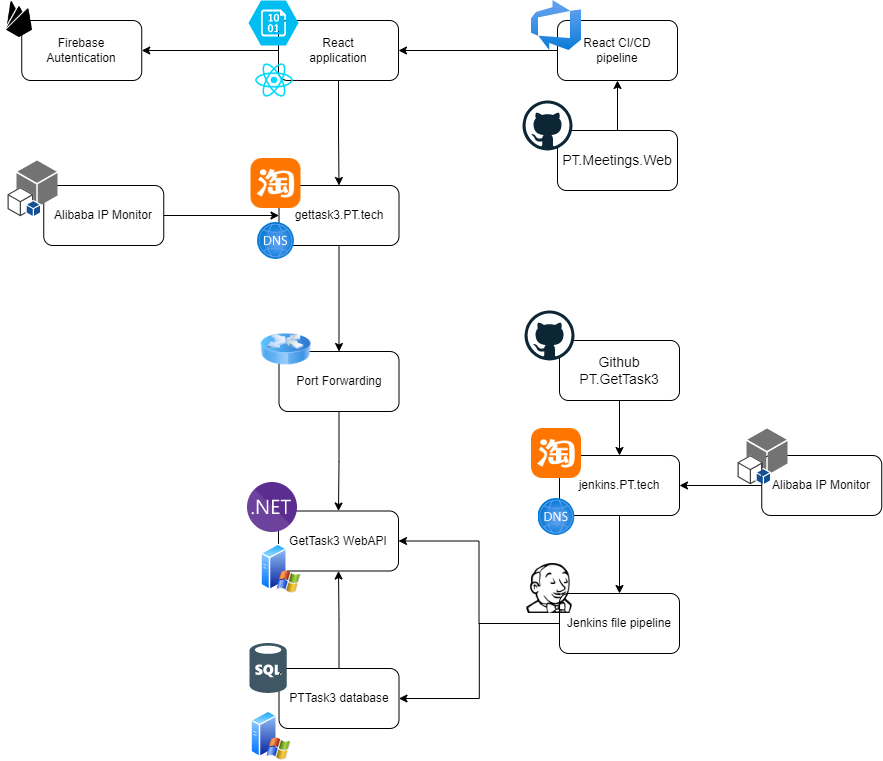 Firebase
Autentication
10
01
React
application
React CI/CD
pipeline
PT.Meetings.Web
淘
Alibaba IP Monitor
gettask3.PT.tech
DNS
Port Forwarding
Github
PT.GetTask3
淘
jenkins.PT.tech
Alibaba IP Monitor
DNS
.NET
GetTask3 WebAPI
Jenkins file pipeline
SQL
PTTask3 database